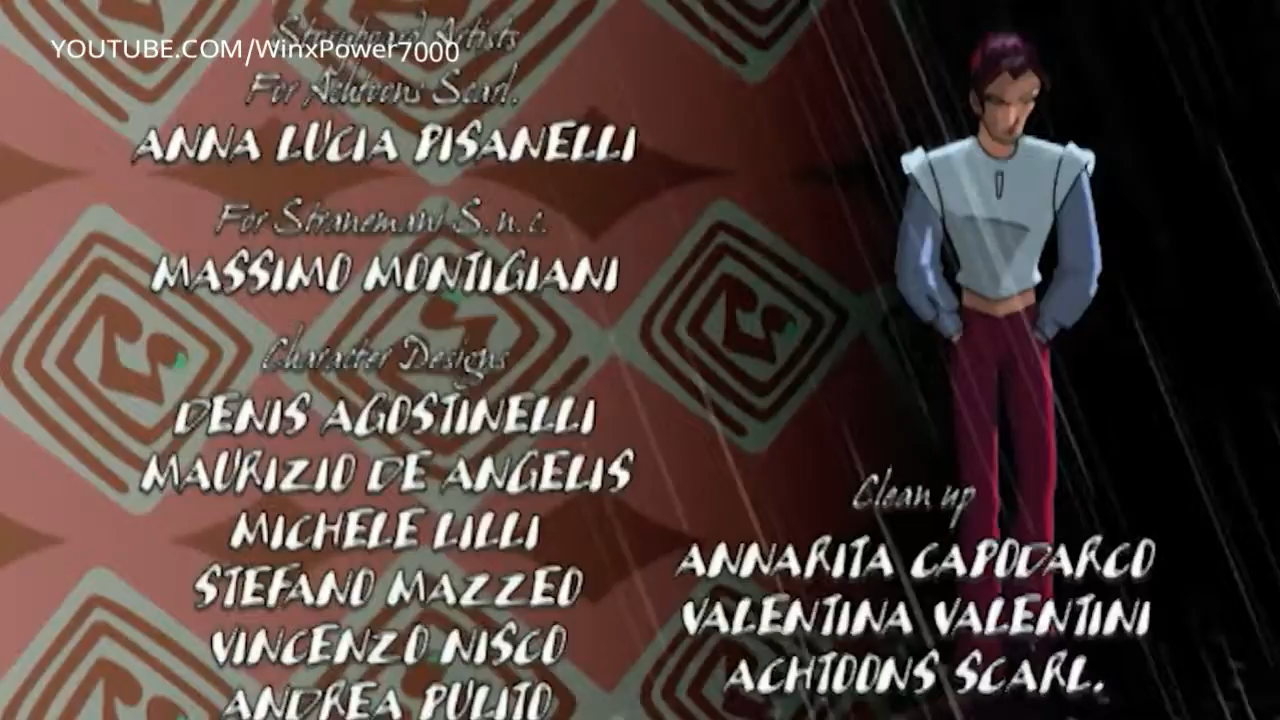 Storyboard Artists
YOUTUBE.COM/WinxPower7000
For Achtoons Scarl.
ANNA LUCIA PISANELLI
For Stranemani S.n.c.
MASSIMO MONTIGIANI
Character Designs
DENIS AGOSTINELLI
MAURIZIO DE ANGELIS
MICHELE LILLI
STEFANO MAZZEO
VINCENZO NISCO
ANDREA PULITO
Clean up
ANNARITA CAPODARCO
VALENTINA VALENTINI
ACHTOONS SCARL.